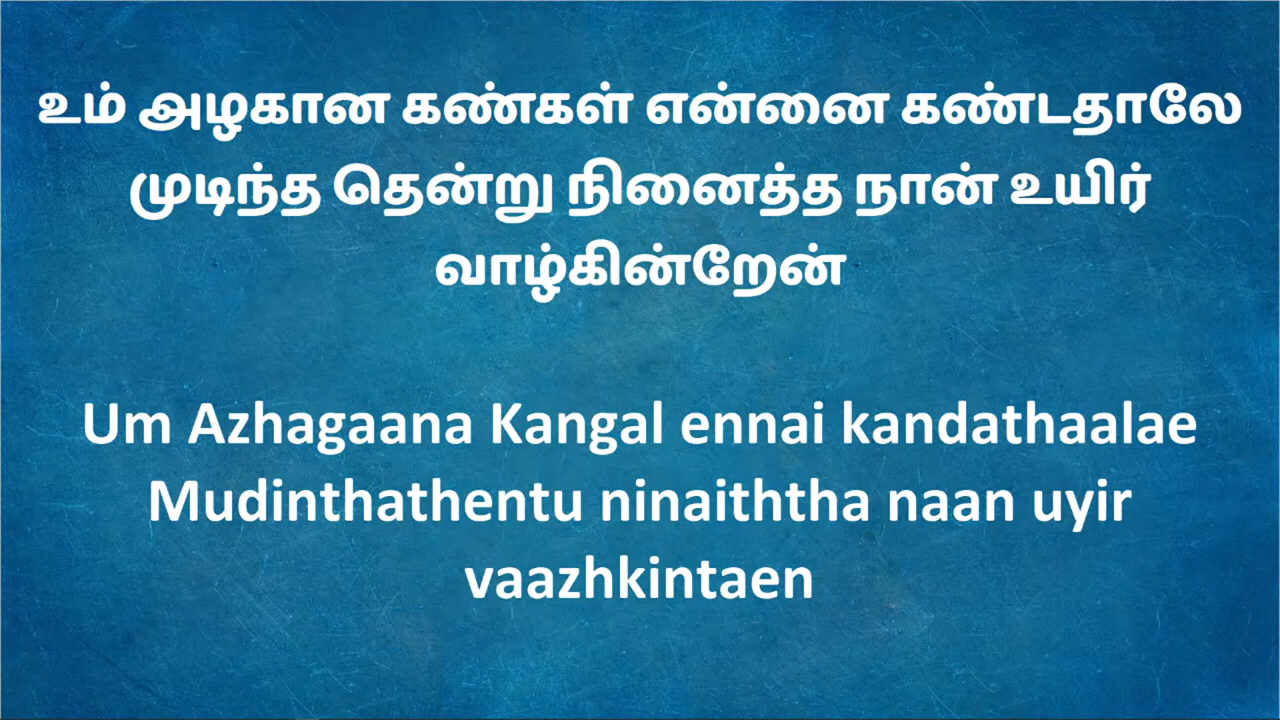 உம் அழகான கண்கள் என்னை கண்டதாலே
முடிந்த தென்று நினைத்த நான் உயிர்
வாழ்கின்றேன்
Um Azhagaana Kangal ennai kandathaalae
Mudinthathentu ninaiththa naan uyir
vaazhkintaen